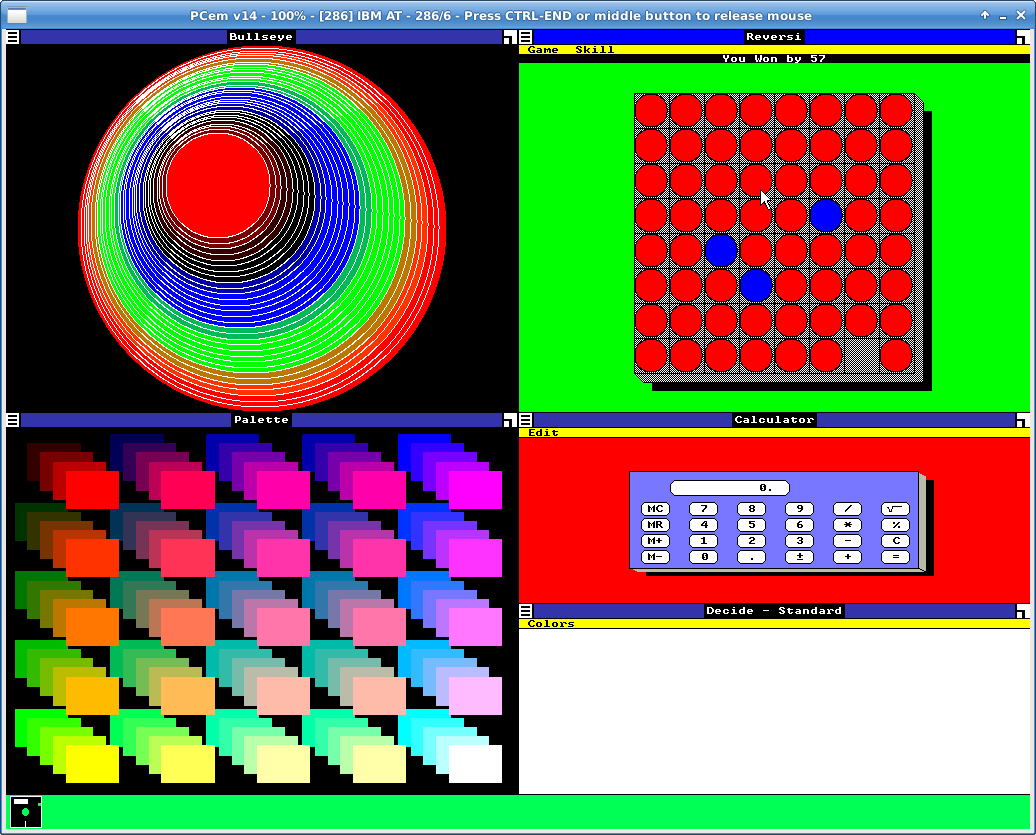 PCem v14 - 100% - [286] IBM AT - 286/6 - Press CTRL-END or middle button to release mouse
Bullseye
Reversi
Game Skill
You Won by 57
Palette
Calculator
Edit
0.
MC 7 8 9 / √
MR 4 5 6 * %
M+ 1 2 3 - C
M- 0 . ± + =
Decide - Standard
Colors